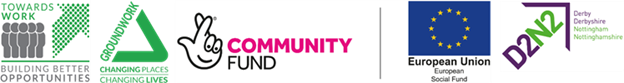 TOWARDS
WORK
BUILDING BETTER
OPPORTUNITIES
GROUNDWORK
CHANGING PLACES
CHANGING LIVES
COMMUNITY
FUND
European Union
European
Social Fund
D2N2
Derby
Derbyshire
Nottingham
Nottinghamshire